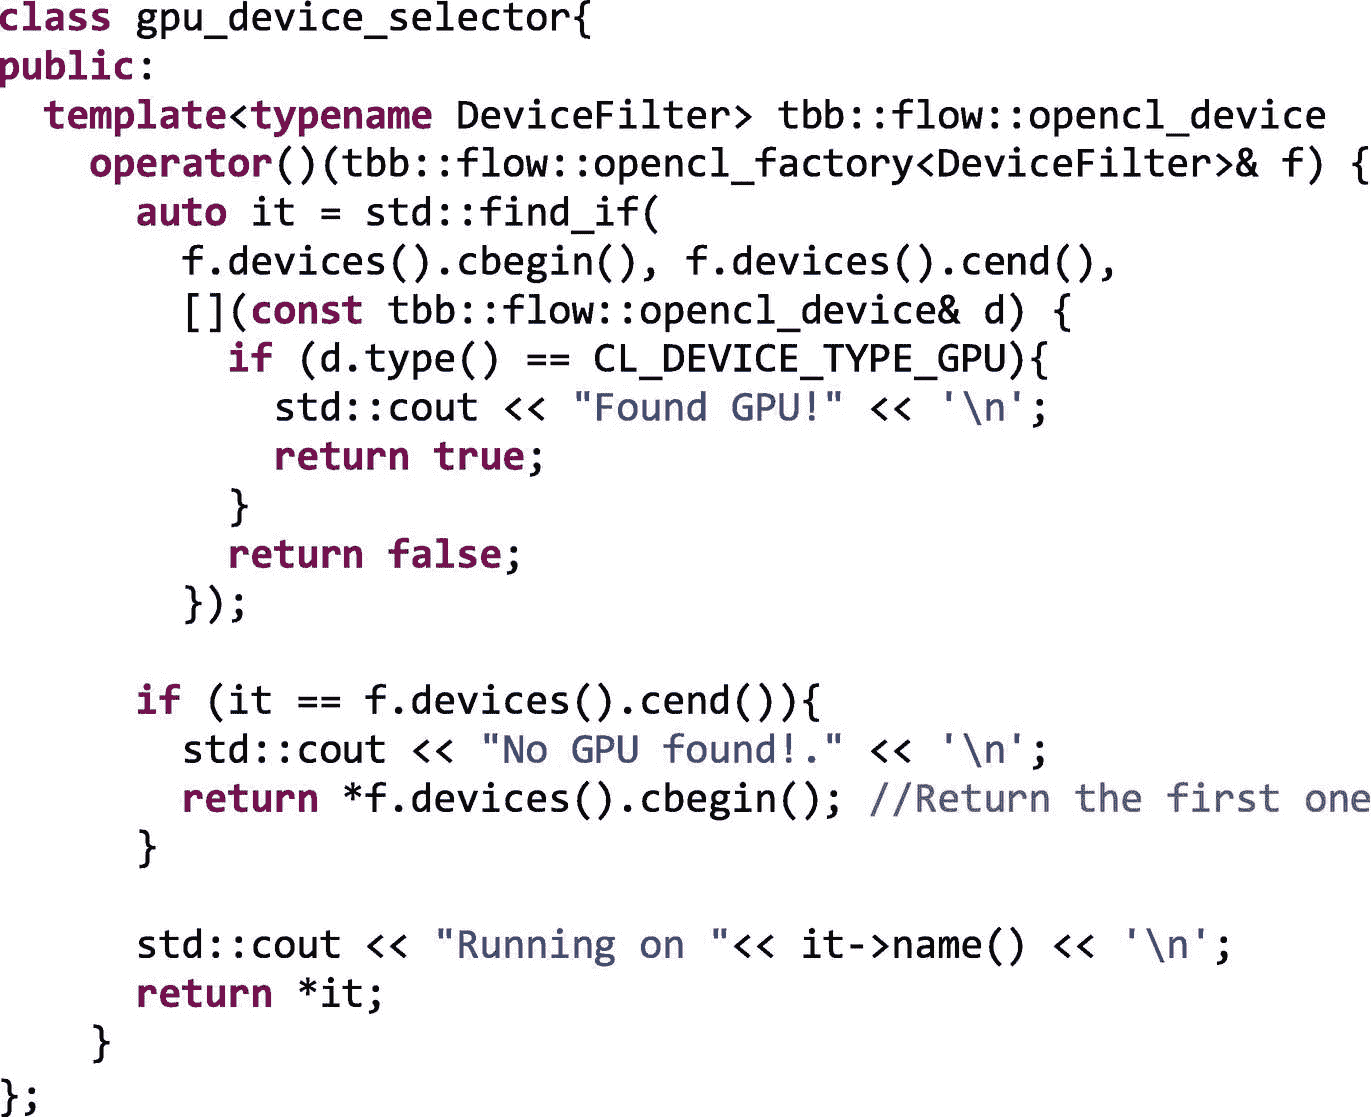 class gpu_device_selector{
public:
  template<typename DeviceFilter> tbb::flow::opencl_device
    operator()(tbb::flow::opencl_factory<DeviceFilter>& f) {
      auto it = std::find_if(
        f.devices().cbegin(), f.devices().cend(),
        [](const tbb::flow::opencl_device& d) {
          if (d.type() == CL_DEVICE_TYPE_GPU){
            std::cout << "Found GPU!" << '\n';
            return true;
          }
          return false;
        });

      if (it == f.devices().cend()){
        std::cout << "No GPU found!." << '\n';
        return *f.devices().cbegin(); //Return the first one
      }

      std::cout << "Running on "<< it->name() << '\n';
      return *it;
    }
};